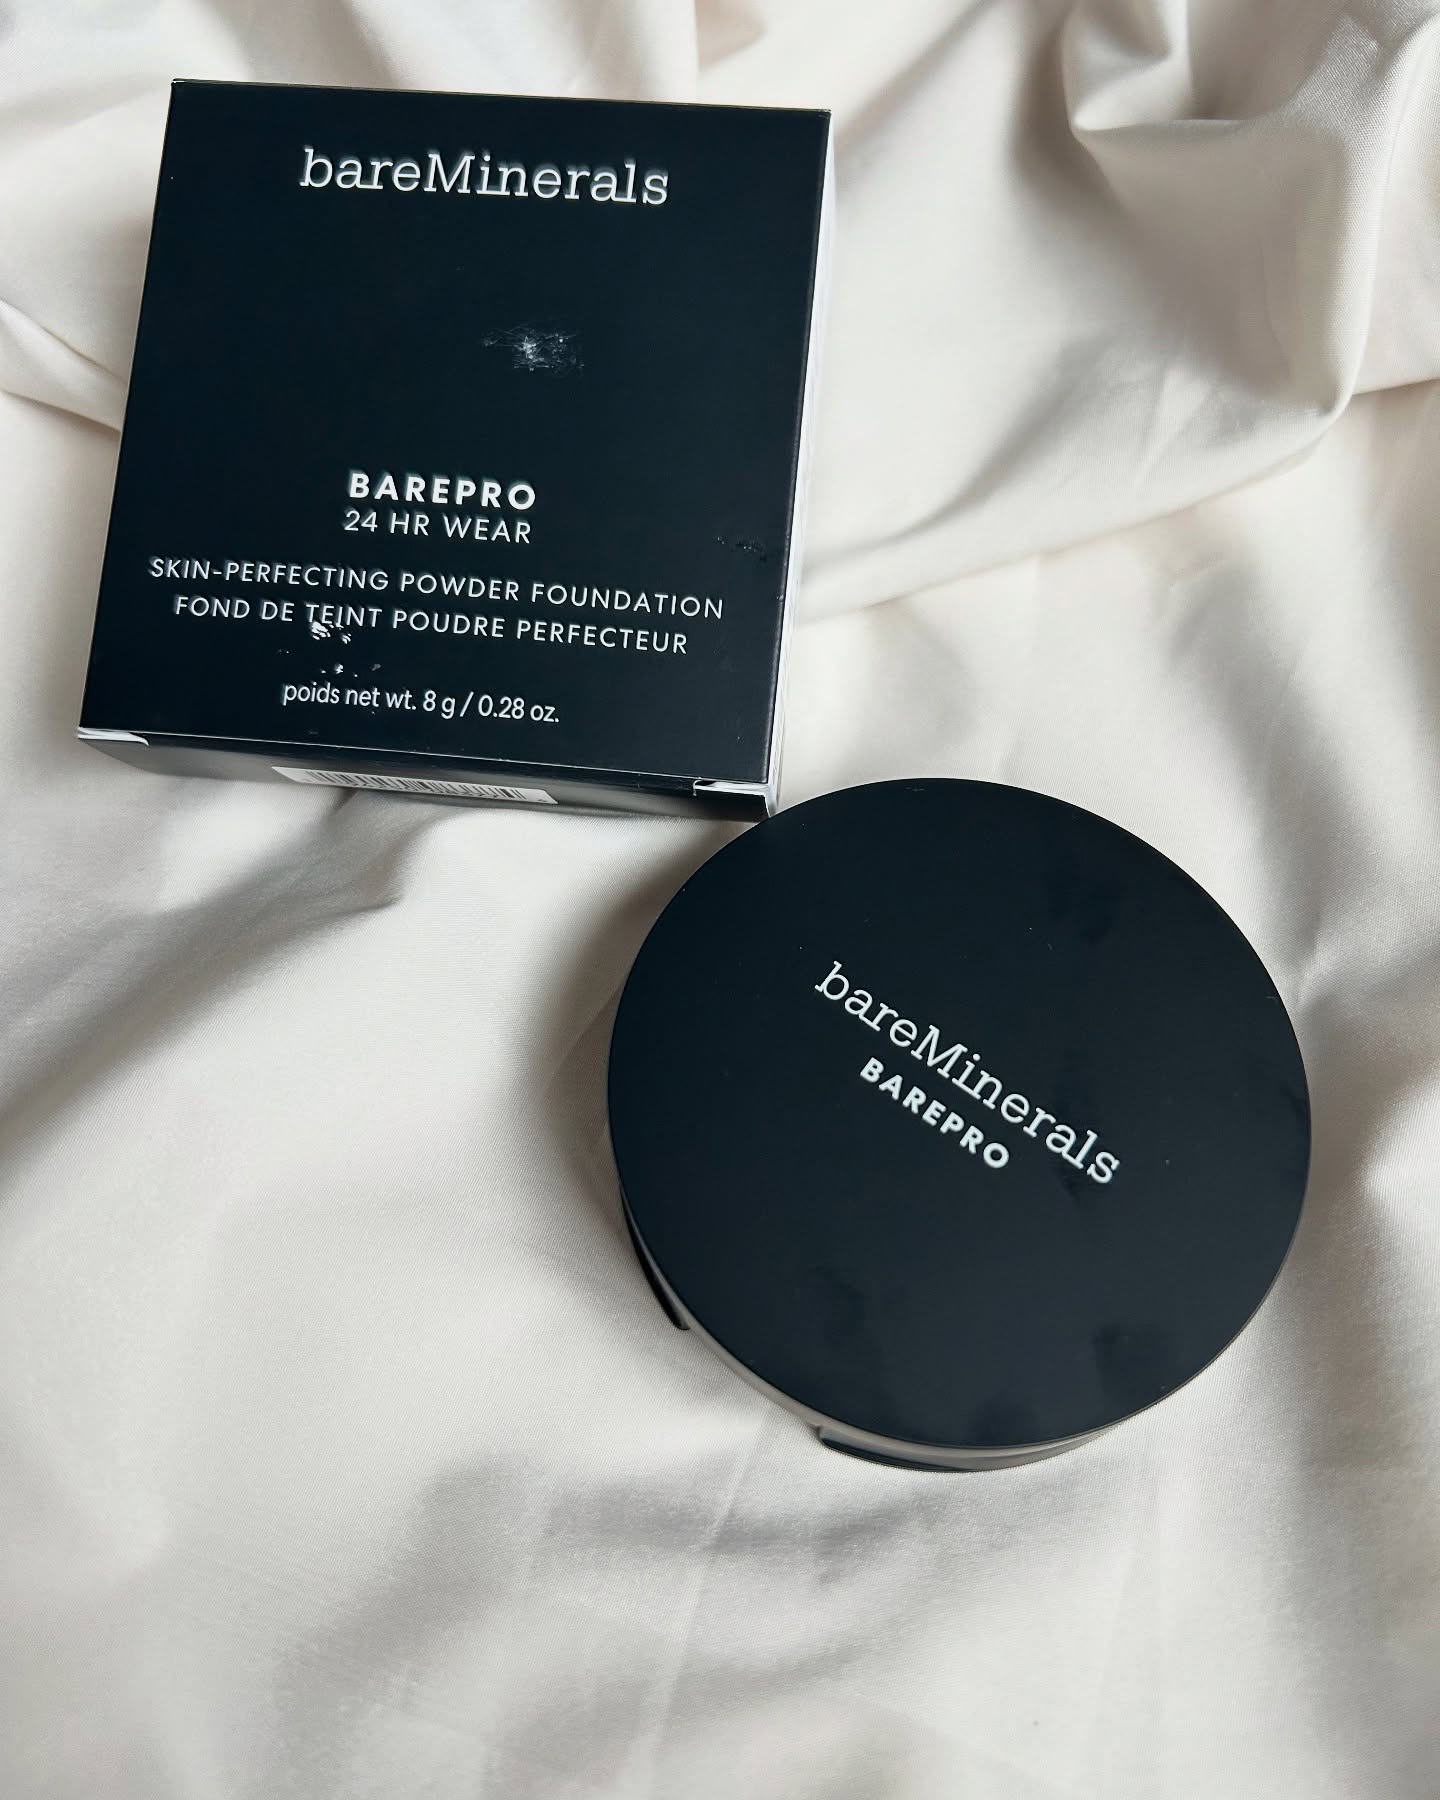 bareMinerals
BAREPRO
24 HR WEAR
SKIN-PERFECTING POWDER FOUNDATION
FOND DE TEINT POUDRE PERFECTEUR
poids net wt. 8 g / 0.28 oz.
bareMinerals
BAREPRO